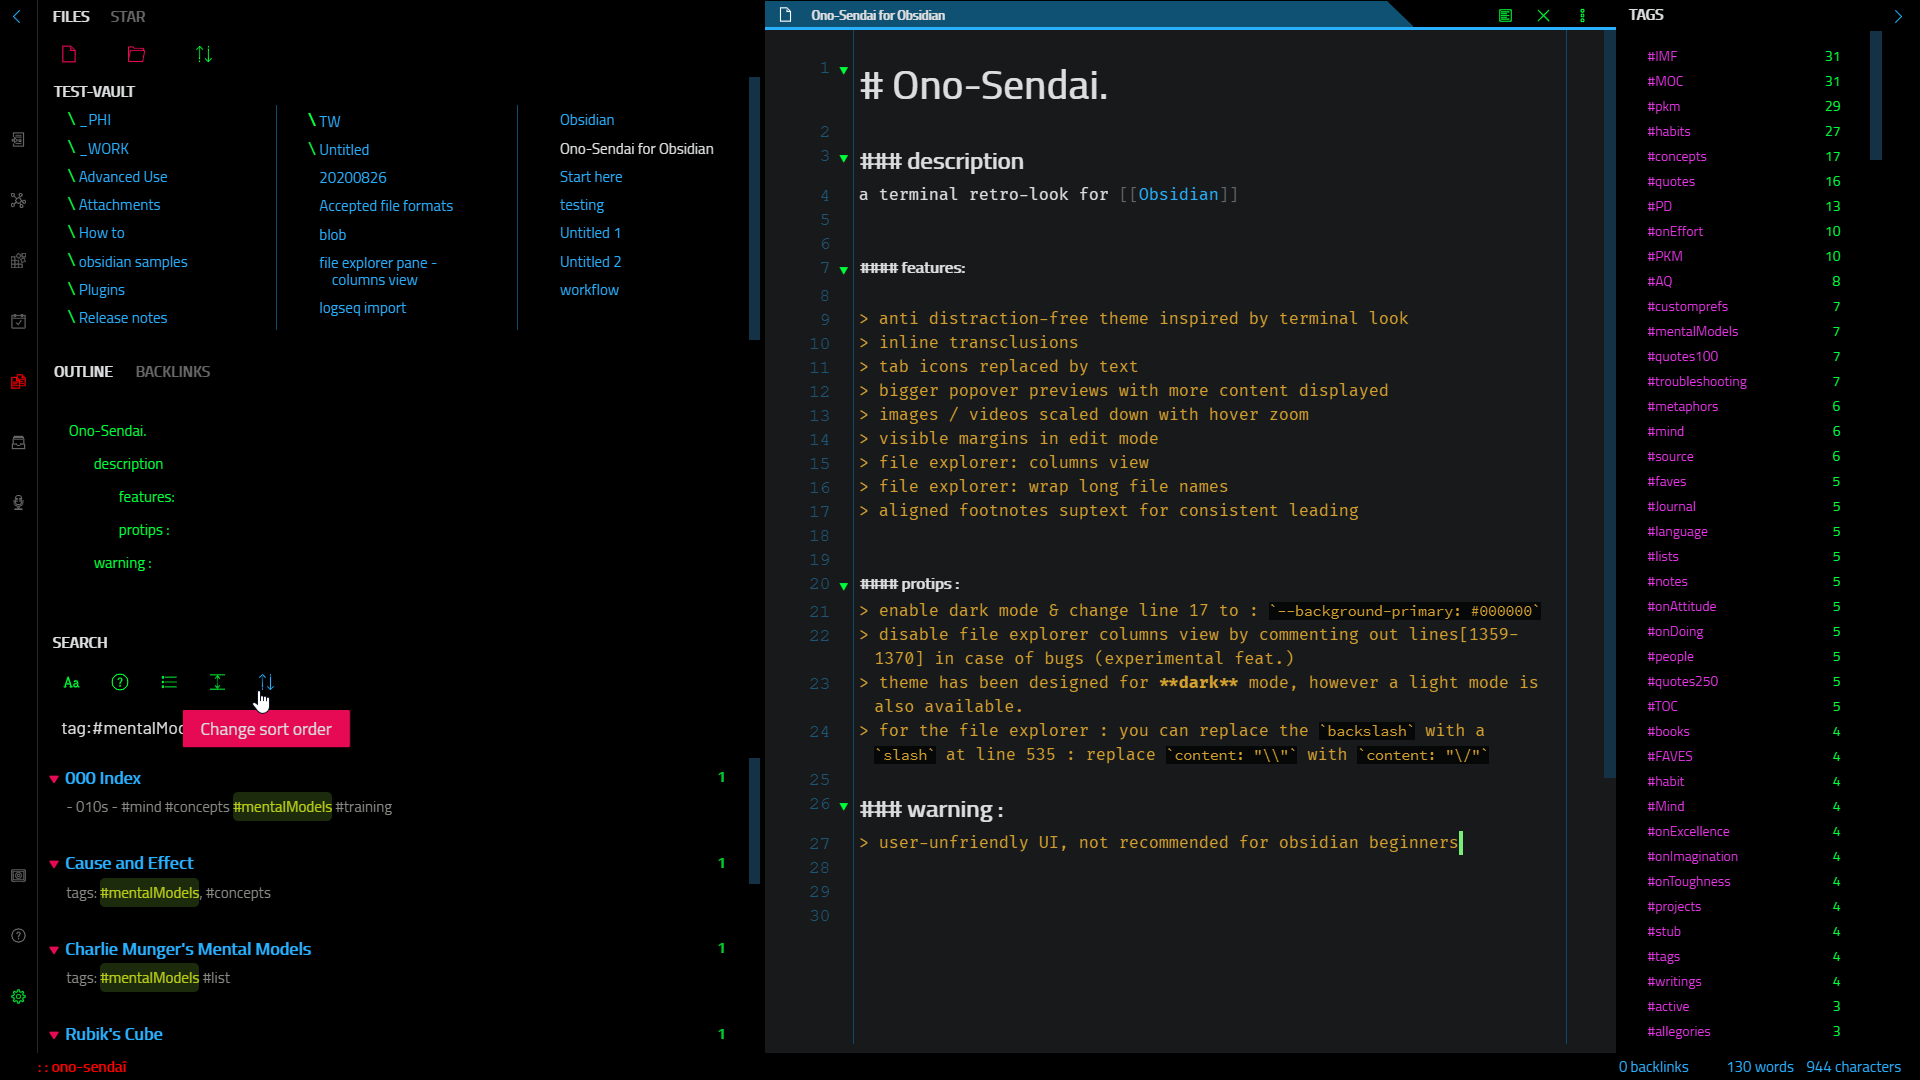 FILES STAR
TEST-VAULT
\ _PHI
\ _WORK
\ Advanced Use
\ Attachments
\ How to
\ obsidian samples
\ Plugins
\ Release notes
\ TW
\ Untitled
20200826
Accepted file formats
blob
file explorer pane -
columns view
logseq import
Obsidian
Ono-Sendai for Obsidian
Start here
testing
Untitled 1
Untitled 2
workflow
OUTLINE BACKLINKS
Ono-Sendai.
description
features:
protips :
warning :
SEARCH
Aa
tag:#mentalMod
Change sort order
000 Index 1
- 010s - #mind #concepts #mentalModels #training
Cause and Effect 1
tags: #mentalModels, #concepts
Charlie Munger's Mental Models 1
tags: #mentalModels #list
Rubik's Cube 1
: : ono-sendaî
Ono-Sendai for Obsidian
1 # Ono-Sendai.
2
3 ### description
4 a terminal retro-look for [[Obsidian]]
5
6
7 #### features:
8
9 > anti distraction-free theme inspired by terminal look
10 > inline transclusions
11 > tab icons replaced by text
12 > bigger popover previews with more content displayed
13 > images / videos scaled down with hover zoom
14 > visible margins in edit mode
15 > file explorer: columns view
16 > file explorer: wrap long file names
17 > aligned footnotes suptext for consistent leading
18
19
20 #### protips :
21 > enable dark mode & change line 17 to : `--background-primary: #000000`
22 > disable file explorer columns view by commenting out lines[1359-
1370] in case of bugs (experimental feat.)
23 > theme has been designed for **dark** mode, however a light mode is
also available.
24 > for the file explorer : you can replace the `backslash` with a
`slash` at line 535 : replace `content: "\\"` with `content: "\/"`
25
26 ### warning :
27 > user-unfriendly UI, not recommended for obsidian beginners
28
29
30
TAGS
#IMF 31
#MOC 31
#pkm 29
#habits 27
#concepts 17
#quotes 16
#PD 13
#onEffort 10
#PKM 10
#AQ 8
#customprefs 7
#mentalModels 7
#quotes100 7
#troubleshooting 7
#metaphors 6
#mind 6
#source 6
#faves 5
#Journal 5
#language 5
#lists 5
#notes 5
#onAttitude 5
#onDoing 5
#people 5
#quotes250 5
#TOC 5
#books 4
#FAVES 4
#habit 4
#Mind 4
#onExcellence 4
#onImagination 4
#onToughness 4
#projects 4
#stub 4
#tags 4
#writings 4
#active 3
#allegories 3
0 backlinks 130 words 944 characters